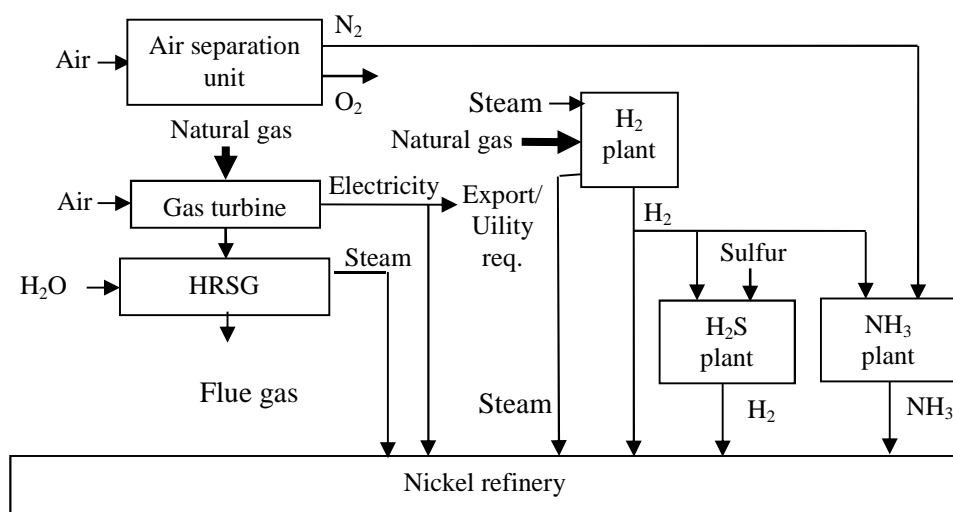 N₂
Air separation
unit
Air
O₂
Steam
H₂
plant
Natural gas
Natural gas
Electricity
Export/
Uility
req.
Air
Gas turbine
H₂
Steam
Sulfur
H₂O
HRSG
H₂S
plant
NH₃
plant
Flue gas
Steam
H₂
NH₃
Nickel refinery